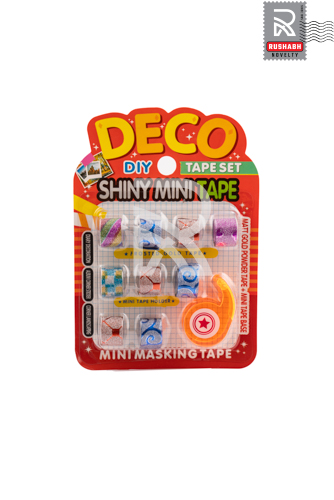 RUSHABH
NOVELTY
DECO
DIY
TAPE SET
SHINY MINI TAPE
MATT GOLD POWDER TAPE + MINI TAPE BASE
MINI TAPE HOLDER
MINI MASKING TAPE